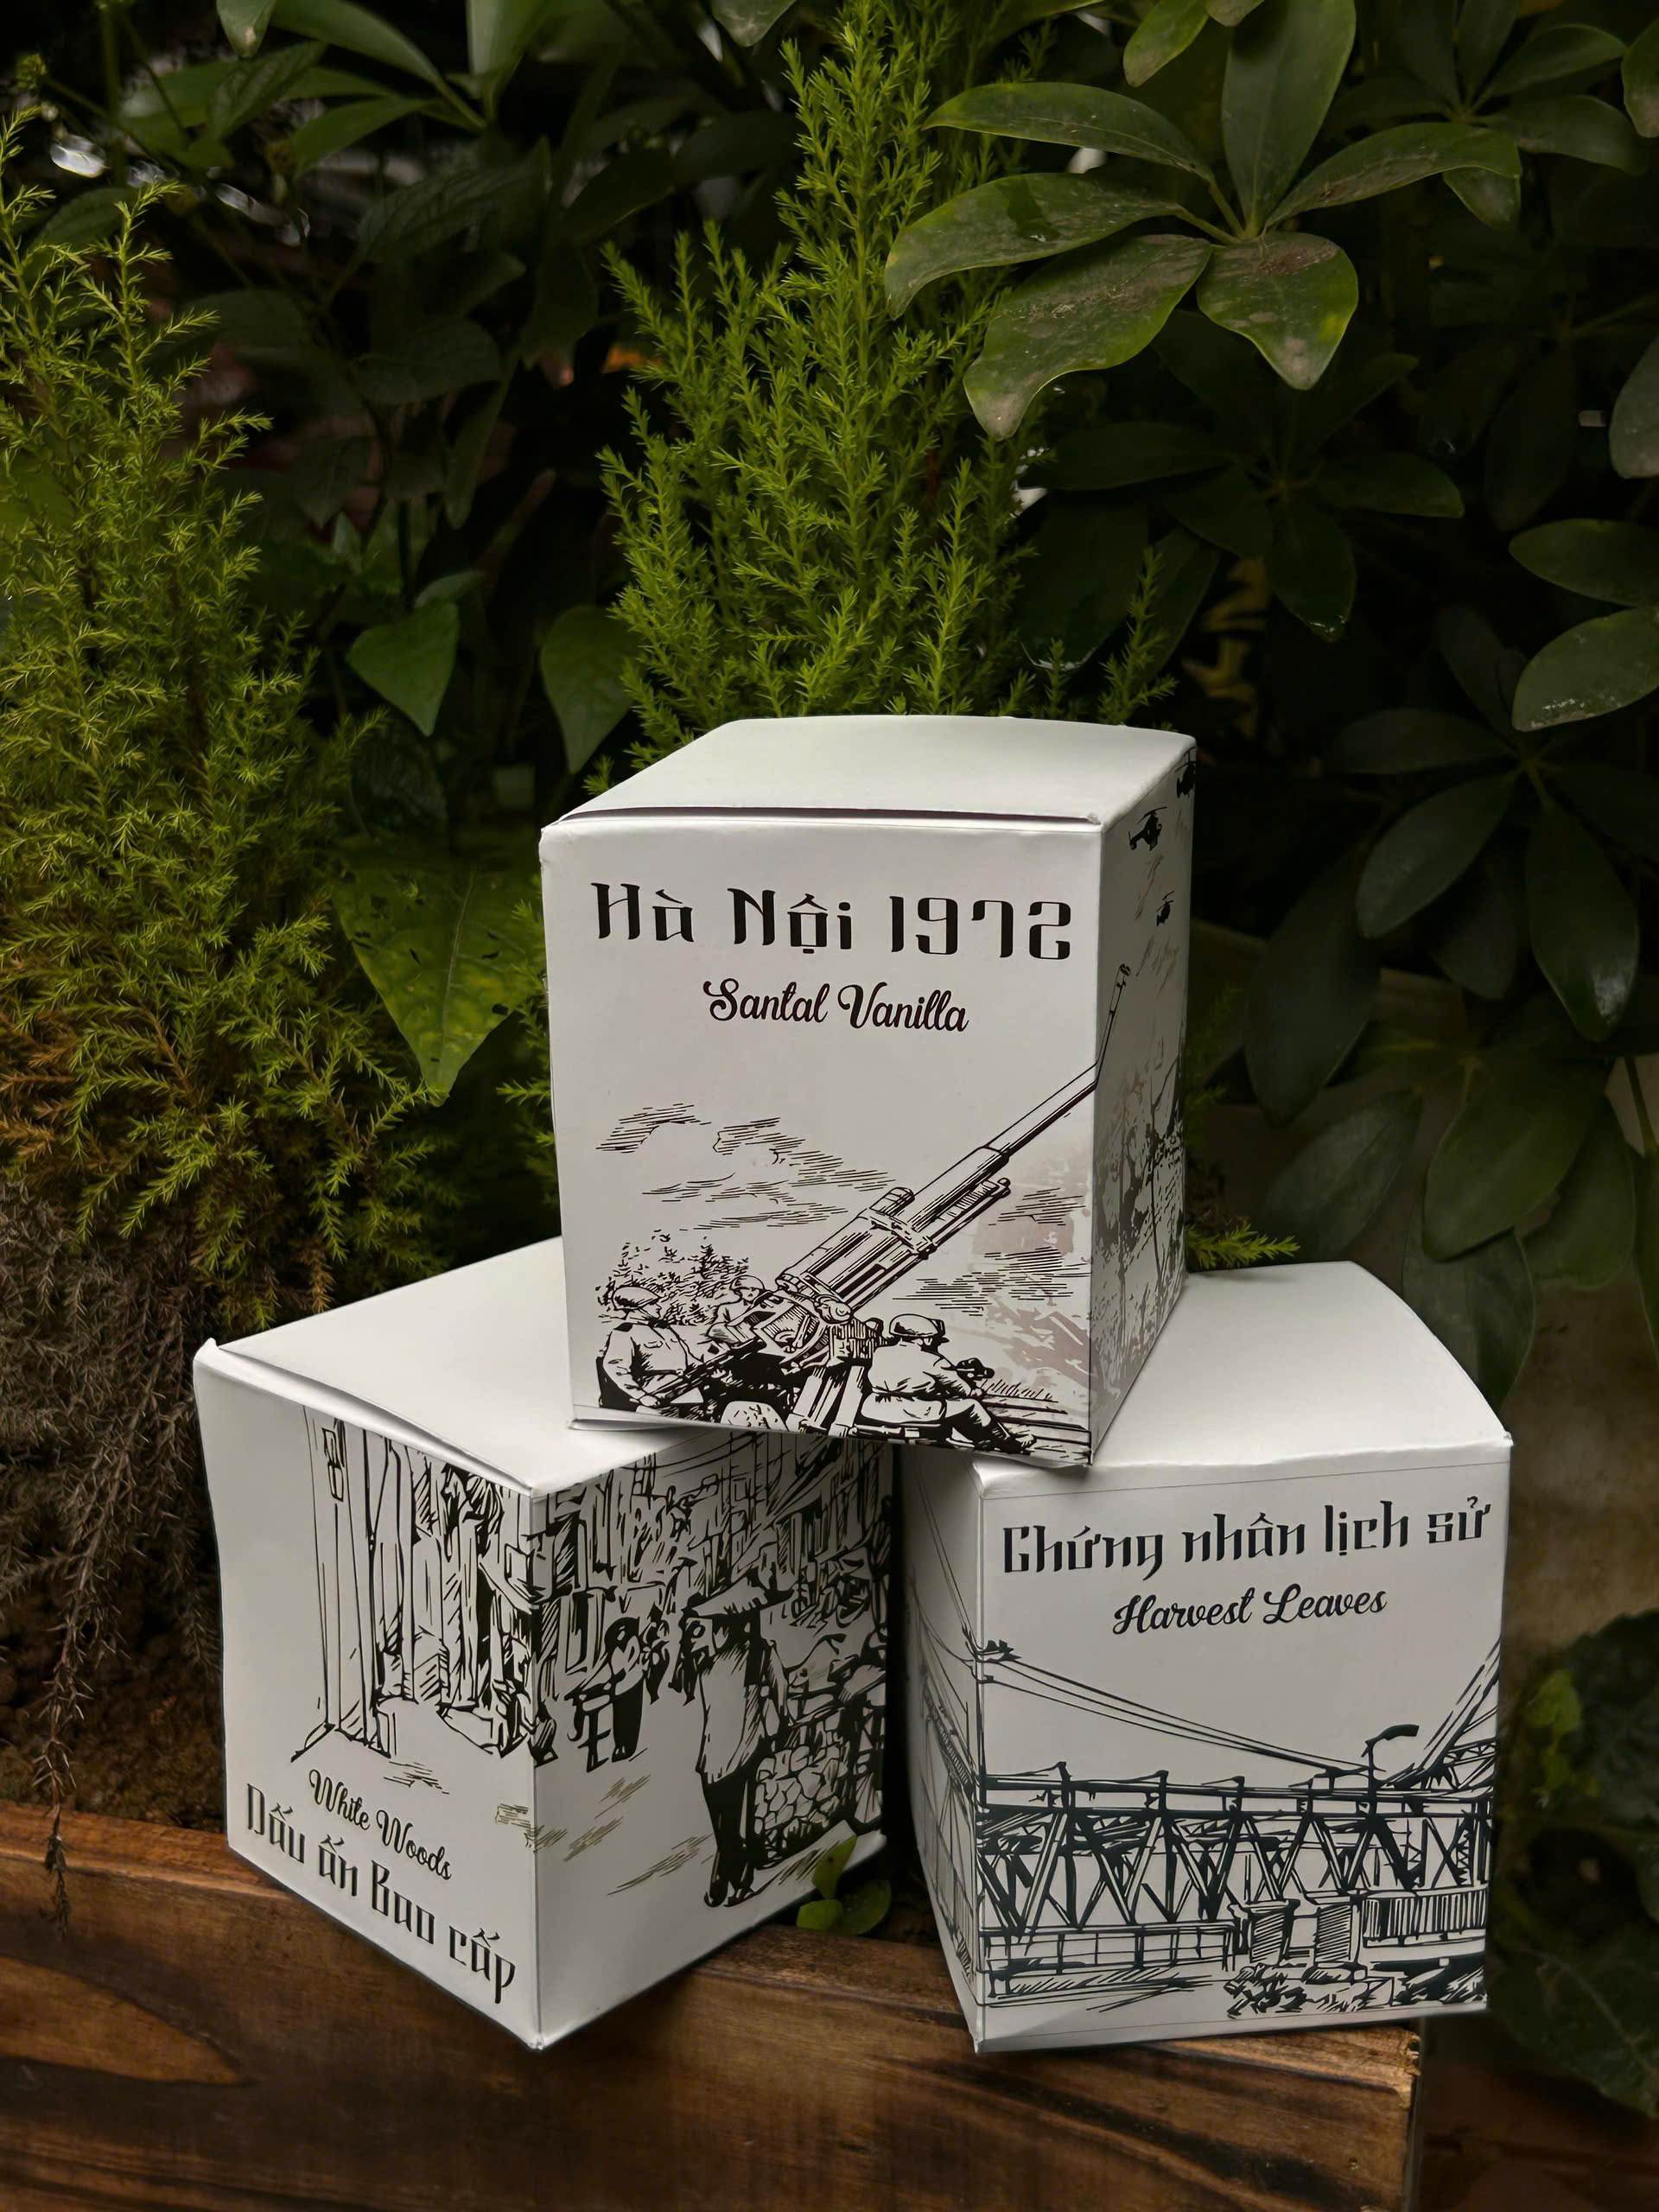 Hà Nội 1972
Santal Vanilla
White Woods
Dấu ấn Bao cấp
Chứng nhân lịch sử
Harvest Leaves